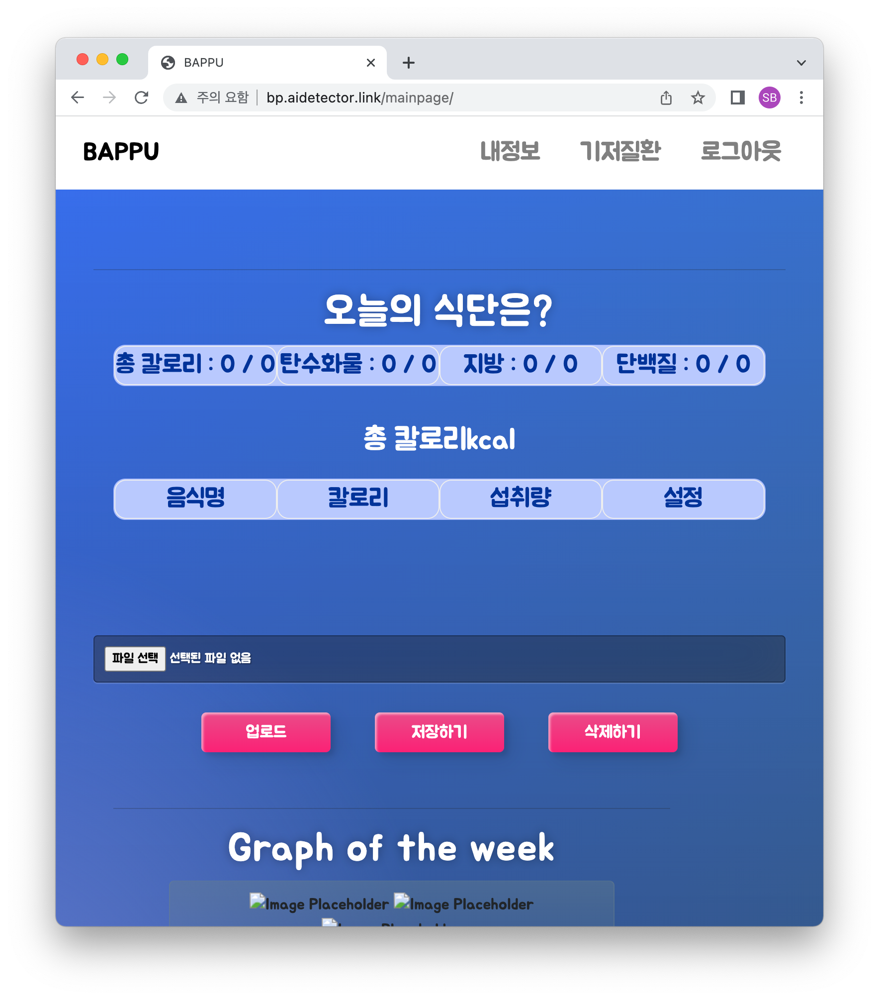 BAPPU
주의 요함 bp.aidetector.link/mainpage/
SB
BAPPU 내정보 기저질환 로그아웃
오늘의 식단은?
총 칼로리 : 0 / 0 탄수화물 : 0 / 0 지방 : 0 / 0 단백질 : 0 / 0
총 칼로리kcal
음식명 칼로리 섭취량 설정
파일 선택 선택된 파일 없음
업로드 저장하기 삭제하기
Graph of the week
Image Placeholder Image Placeholder